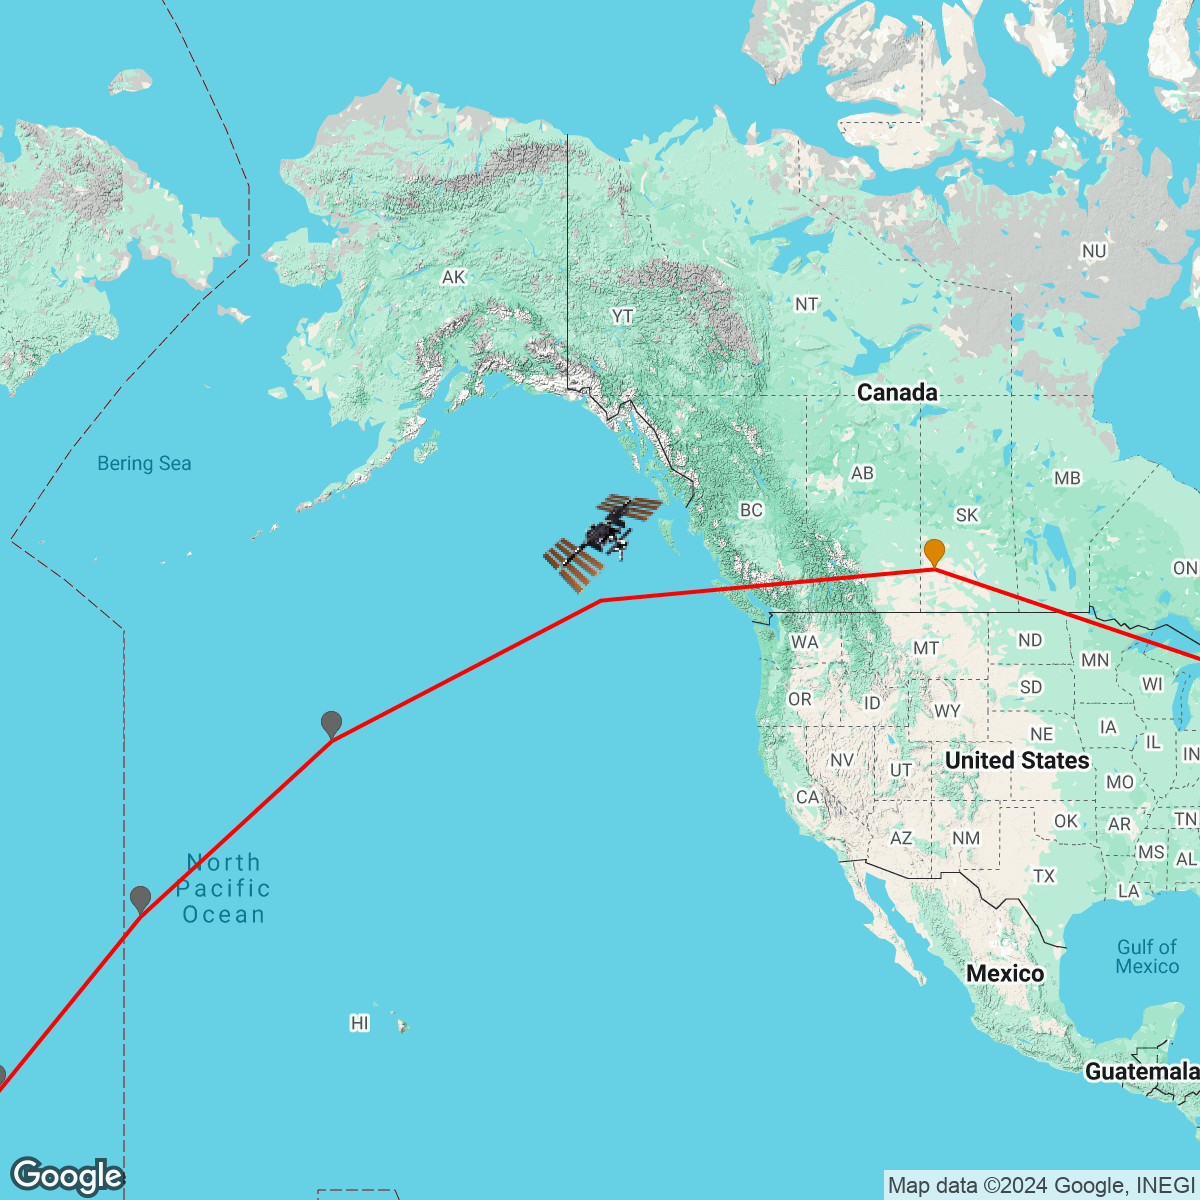 NU
AK
NT
YT
Canada
Bering Sea
AB
MB
BC
SK
ON
WA
MT
ND
MN
SD
WI
OR
ID
WY
IA
NE
IL
NV
United States
IN
UT
MO
CA
OK
AR
TN
AZ
NM
MS
AL
North
Pacific
Ocean
TX
LA
Gulf of
Mexico
Mexico
HI
Guatemala
Google
Map data ©2024 Google, INEGI